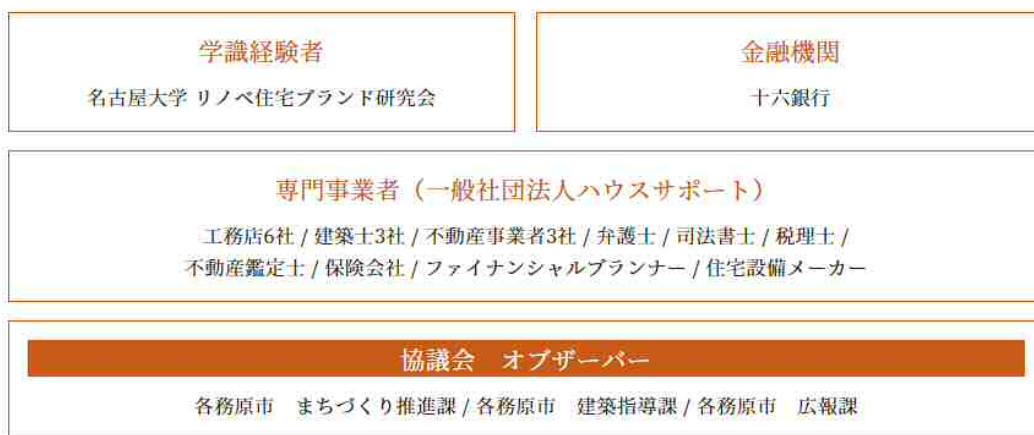 学識経験者
名古屋大学 リノベ住宅ブランド研究会
金融機関
十六銀行
専門事業者（一般社団法人ハウスサポート）
工務店6社 / 建築士3社 / 不動産事業者3社 / 弁護士 / 司法書士 / 税理士 /
不動産鑑定士 / 保険会社 / ファイナンシャルプランナー / 住宅設備メーカー
協議会　オブザーバー
各務原市　まちづくり推進課 / 各務原市　建築指導課 / 各務原市　広報課